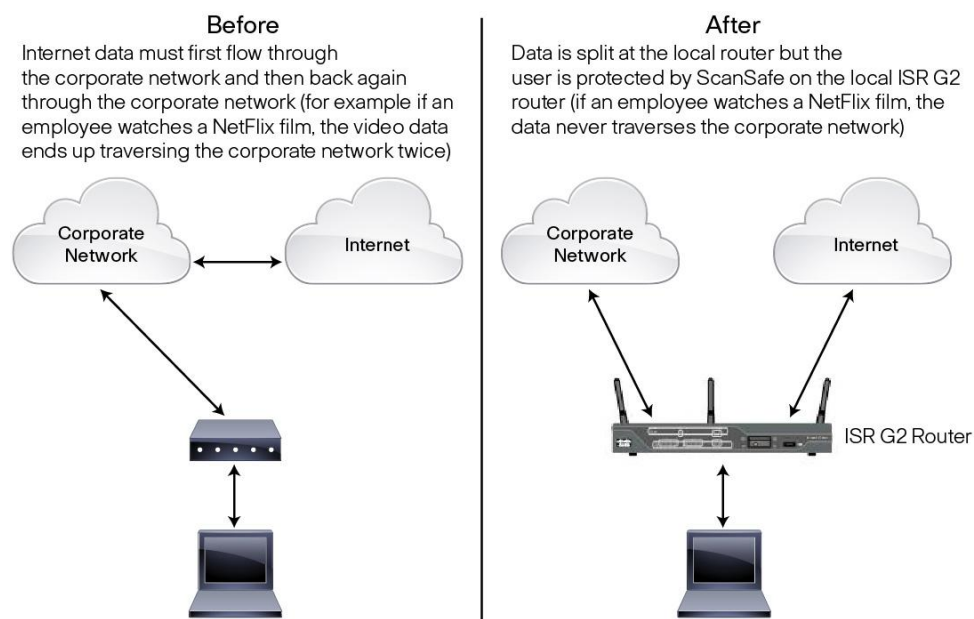 Before
Internet data must first flow through
the corporate network and then back again
through the corporate network (for example if an
employee watches a NetFlix film, the video data
ends up traversing the corporate network twice)
Corporate
Network
Internet
After
Data is split at the local router but the
user is protected by ScanSafe on the local ISR G2
router (if an employee watches a NetFlix film, the
data never traverses the corporate network)
Corporate
Network
Internet
ISR G2 Router